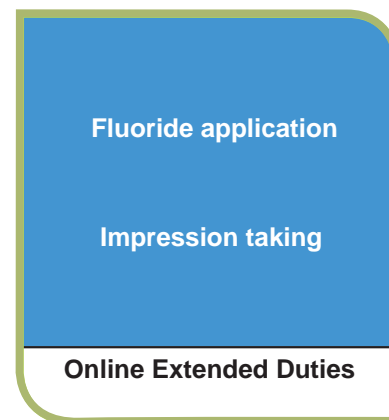 Fluoride application
Impression taking
Online Extended Duties